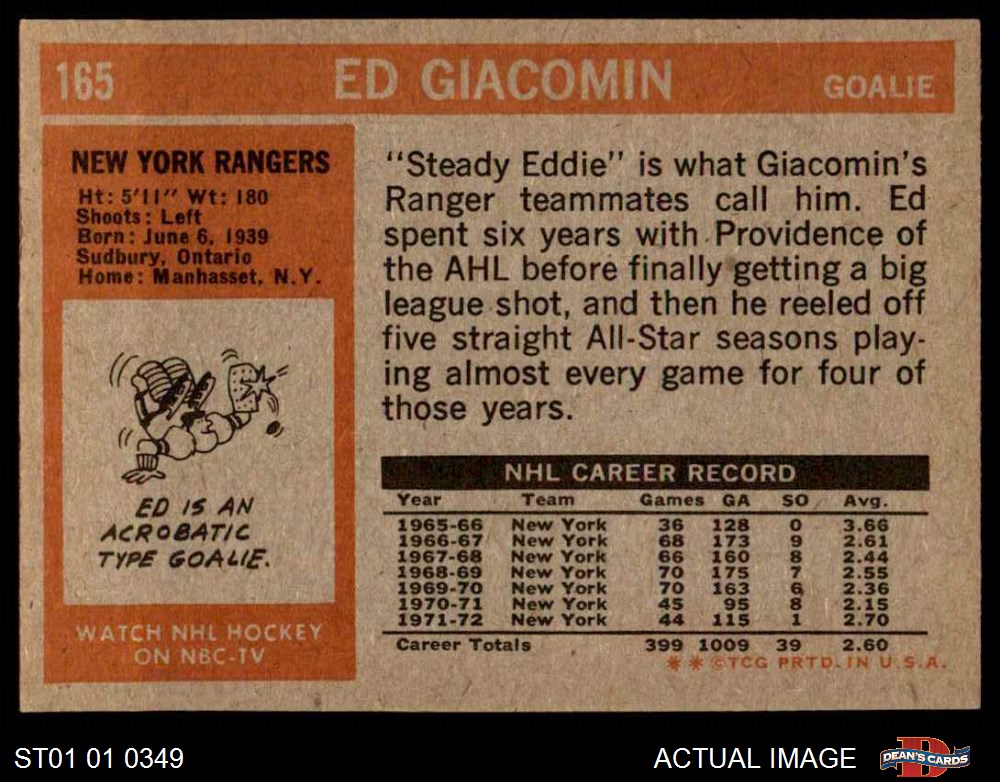 165 ED GIACOMIN GOALIE
NEW YORK RANGERS
Ht: 5'11" Wt: 180
Shoots: Left
Born: June 6, 1939
Sudbury, Ontario
Home: Manhasset, N.Y.
ED IS AN
ACROBATIC
TYPE GOALIE.
WATCH NHL HOCKEY
ON NBC-TV
"Steady Eddie" is what Giacomin's
Ranger teammates call him. Ed
spent six years with Providence of
the AHL before finally getting a big
league shot, and then he reeled off
five straight All-Star seasons play-
ing almost every game for four of
those years.
NHL CAREER RECORD
Year Team Games GA SO Avg.
1965-66 New York 36 128 0 3.66
1966-67 New York 68 173 9 2.61
1967-68 New York 66 160 8 2.44
1968-69 New York 70 175 7 2.55
1969-70 New York 70 163 6 2.36
1970-71 New York 45 95 8 2.15
1971-72 New York 44 115 1 2.70
Career Totals 399 1009 39 2.60
** ©TCG PRTD. IN U.S.A.
ST01 01 0349
ACTUAL IMAGE
DEAN'S CARDS